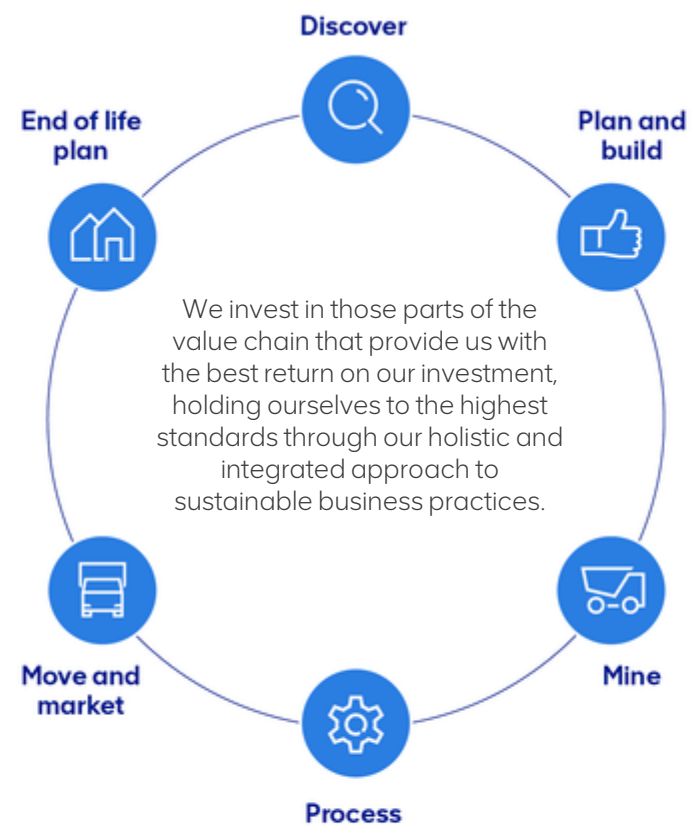 Discover
End of life
plan
Plan and
build
We invest in those parts of the
value chain that provide us with
the best return on our investment,
holding ourselves to the highest
standards through our holistic and
integrated approach to
sustainable business practices.
Move and
market
Mine
Process